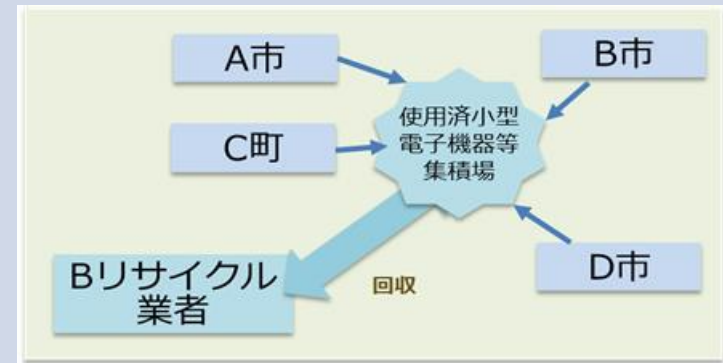 A市
B市
C町
使用済小型
電子機器等
集積場
D市
Bリサイクル
業者
回収